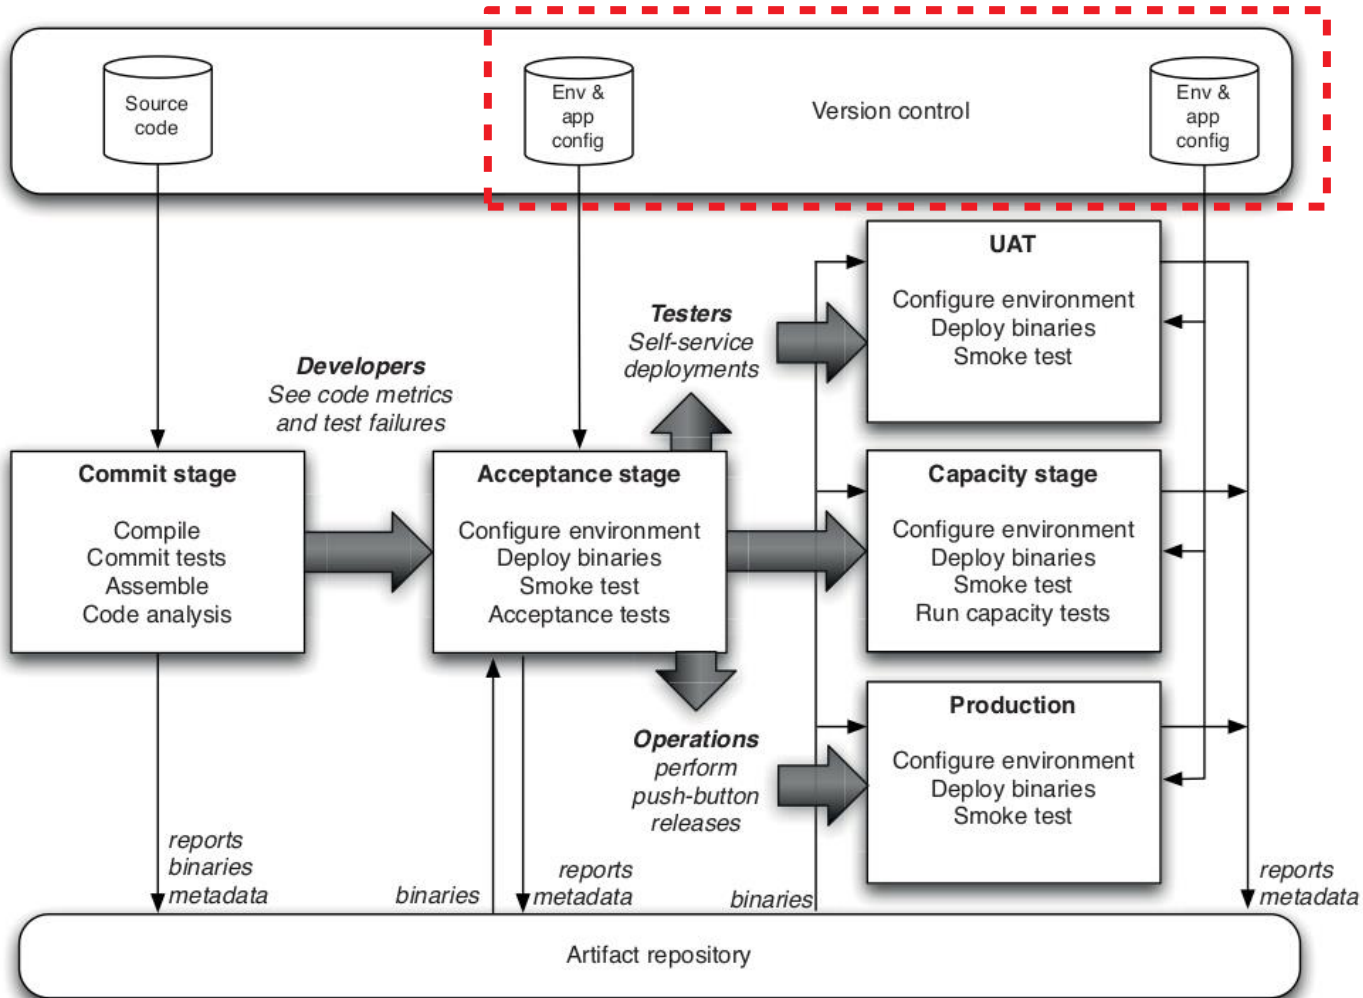 Source
code
Env &
app
config
Version control
Env &
app
config
UAT
Configure environment
Deploy binaries
Smoke test
Testers
Self-service
deployments
Developers
See code metrics
and test failures
Commit stage
Compile
Commit tests
Assemble
Code analysis
Acceptance stage
Configure environment
Deploy binaries
Smoke test
Acceptance tests
Capacity stage
Configure environment
Deploy binaries
Smoke test
Run capacity tests
Operations
perform
push-button
releases
Production
Configure environment
Deploy binaries
Smoke test
reports
binaries
metadata
binaries
reports
metadata
binaries
reports
metadata
Artifact repository